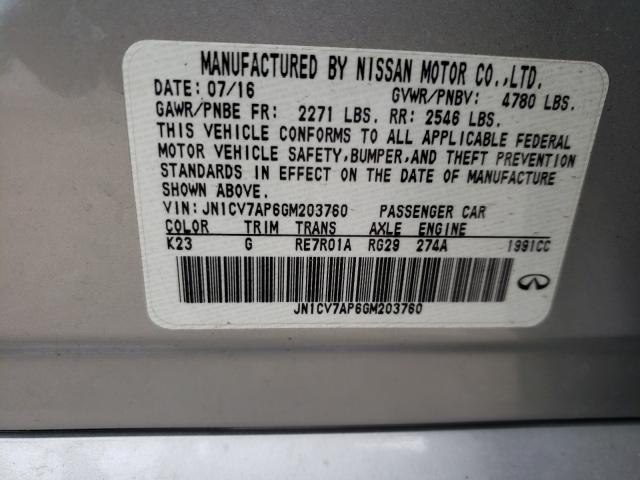 MANUFACTURED BY NISSAN MOTOR CO.,LTD.
DATE: 07/16 GVWR/PNBV: 4780 LBS.
GAWR/PNBE FR: 2271 LBS. RR: 2546 LBS.
THIS VEHICLE CONFORMS TO ALL APPLICABLE FEDERAL
MOTOR VEHICLE SAFETY,BUMPER,AND THEFT PREVENTION
STANDARDS IN EFFECT ON THE DATE OF MANUFACTURE
SHOWN ABOVE.
VIN: JN1CV7AP6GM203760 PASSENGER CAR
COLOR TRIM TRANS AXLE ENGINE
K23 G RE7R01A RG29 274A 1991CC
JN1CV7AP6GM203760